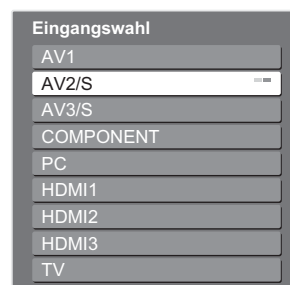 Eingangswahl
AV1
AV2/S
AV3/S
COMPONENT
PC
HDMI1
HDMI2
HDMI3
TV